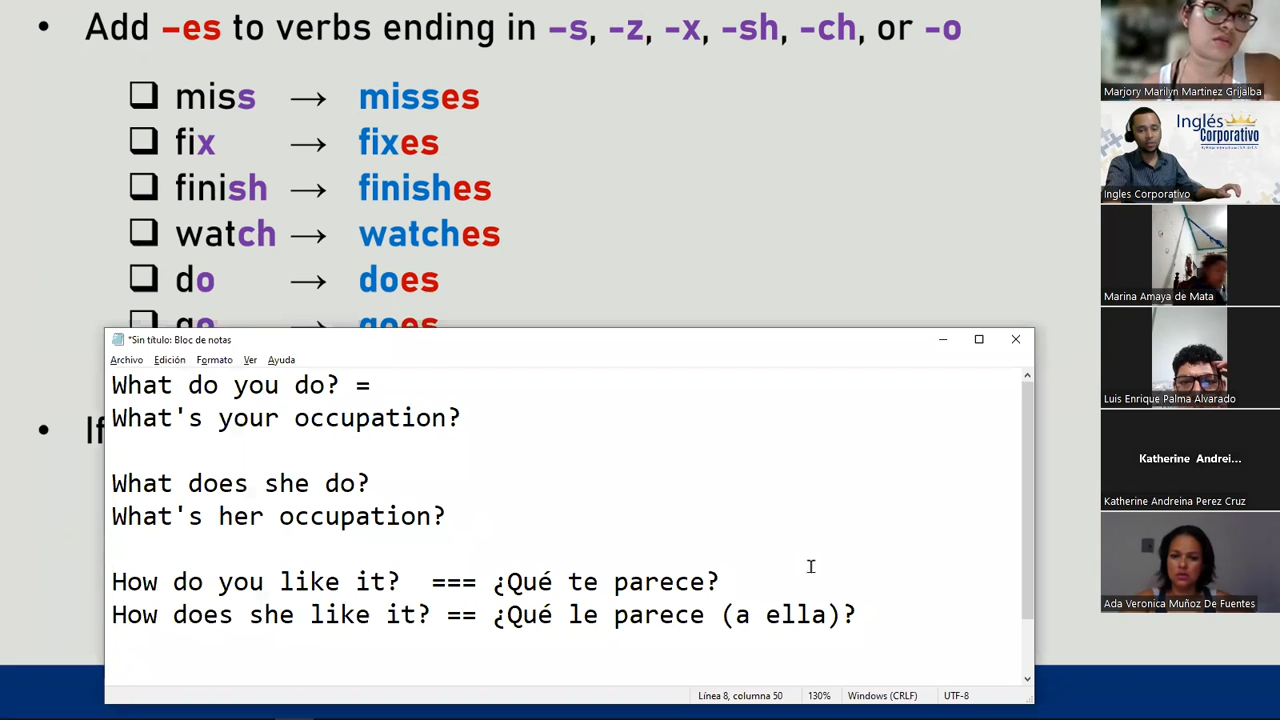 • Add –es to verbs ending in –s, –z, –x, –sh, –ch, or –o
❑ miss → misses
❑ fix → fixes
❑ finish → finishes
❑ watch → watches
❑ do → does
❑ go → goes
• If
*Sin título: Bloc de notas
Archivo Edición Formato Ver Ayuda
What do you do? =
What's your occupation?
What does she do?
What's her occupation?
How do you like it? === ¿Qué te parece?
How does she like it? == ¿Qué le parece (a ella)?
Línea 8, columna 50 130% Windows (CRLF) UTF-8
Marjory Marilyn Martinez Grijalba
Inglés
Corporativo
Ingles Corporativo
Marina Amaya de Mata
Luis Enrique Palma Alvarado
Katherine Andrei...
Katherine Andreina Perez Cruz
Ada Veronica Muñoz De Fuentes